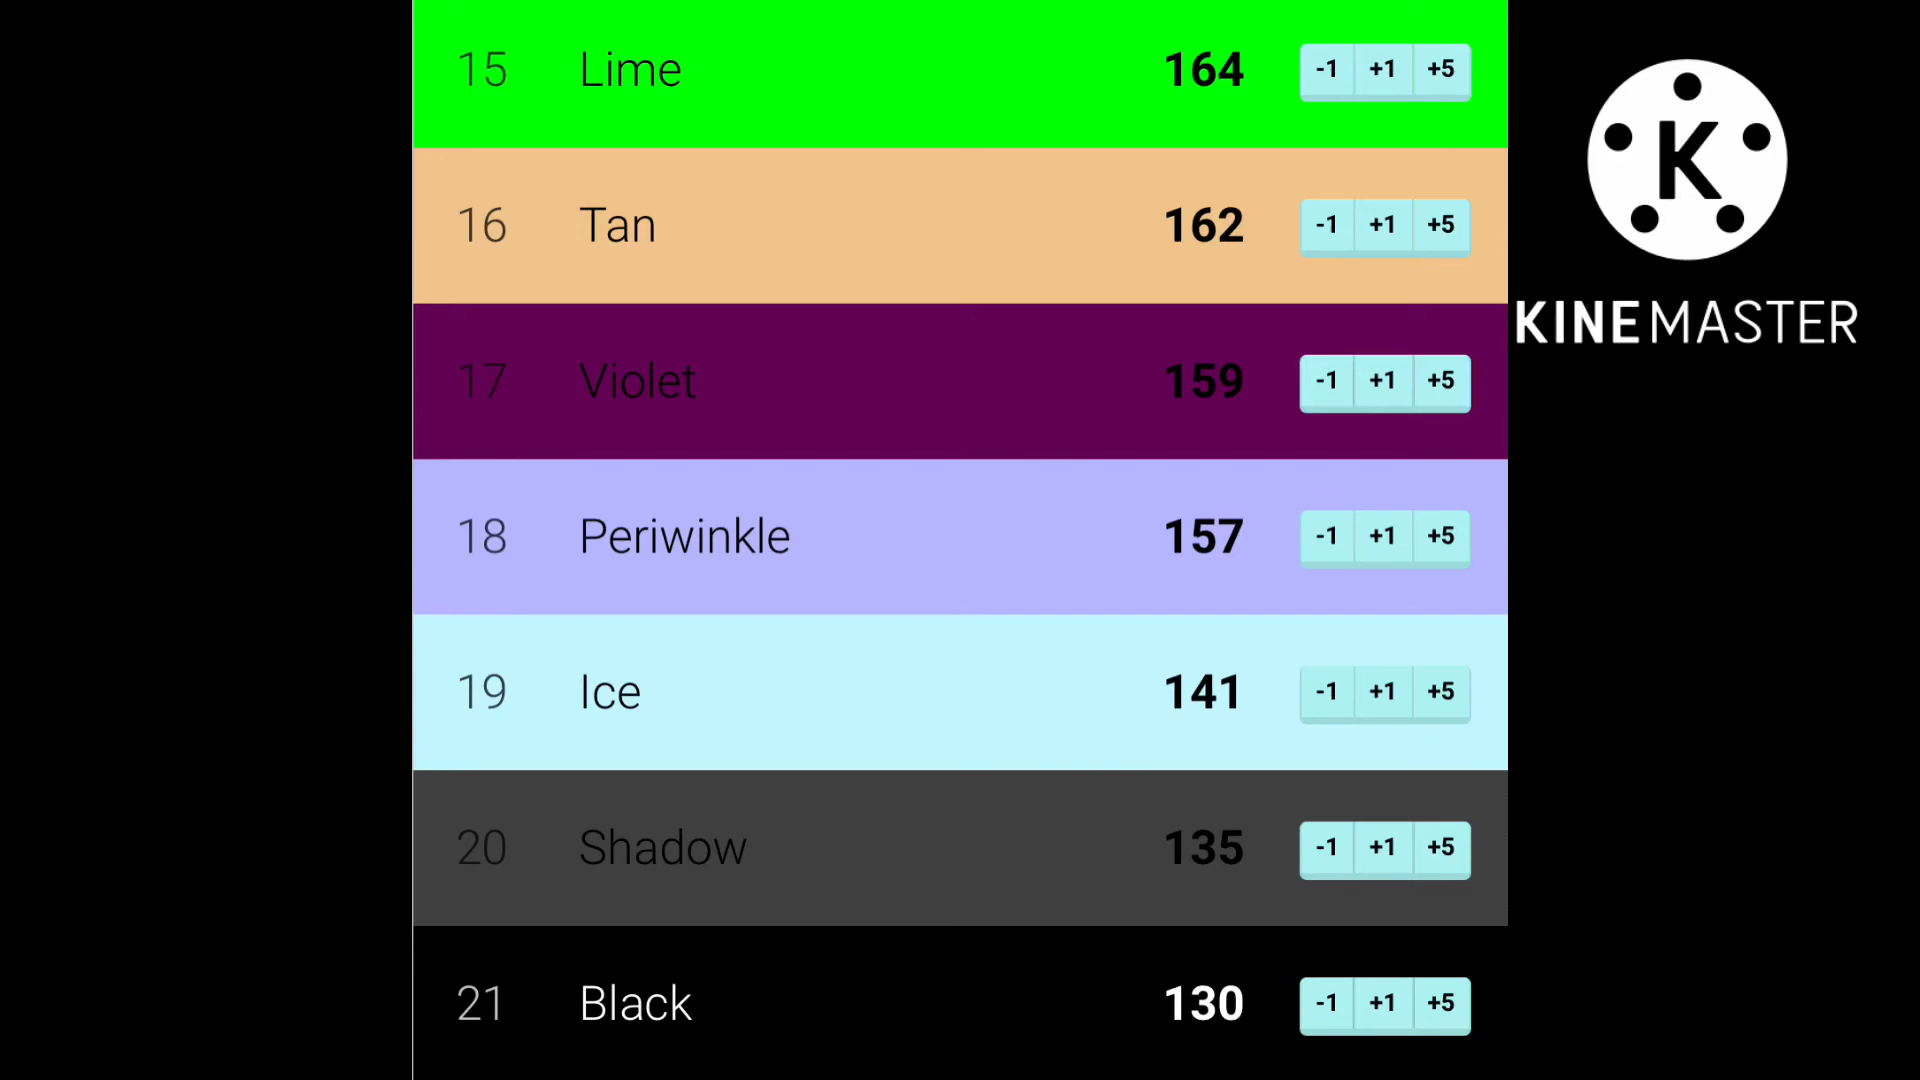 15 Lime 164 -1 +1 +5
16 Tan 162 -1 +1 +5
17 Violet 159 -1 +1 +5
18 Periwinkle 157 -1 +1 +5
19 Ice 141 -1 +1 +5
20 Shadow 135 -1 +1 +5
21 Black 130 -1 +1 +5
K
KINEMASTER